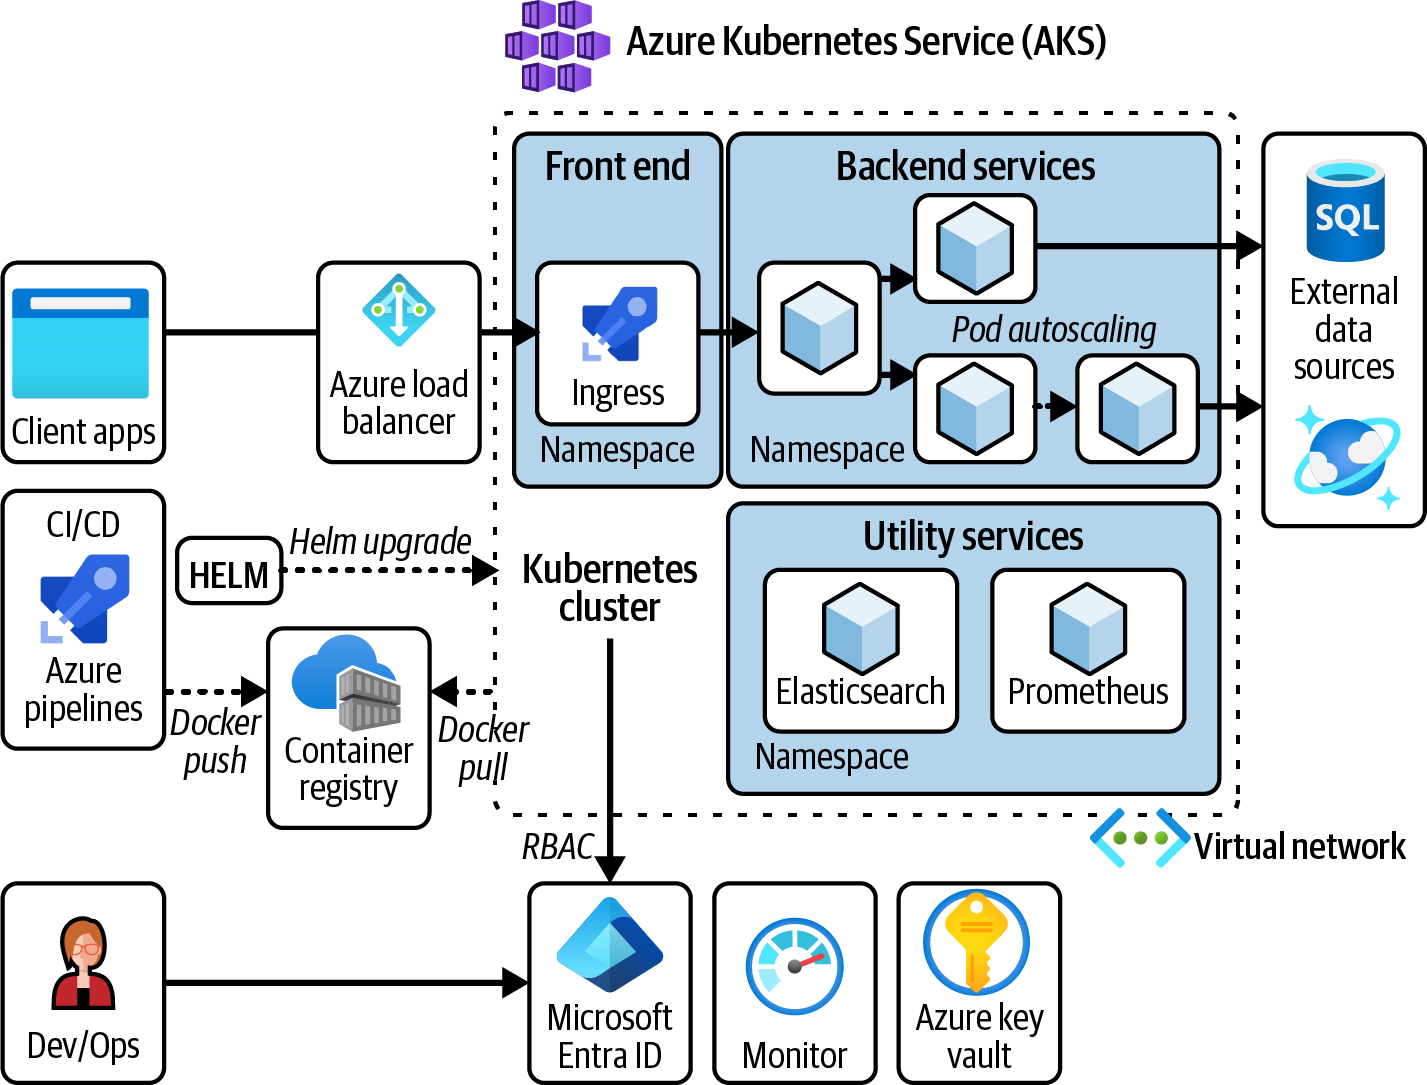 Azure Kubernetes Service (AKS)
Front end
Backend services
SQL
External
data
sources
Client apps
Azure load
balancer
Ingress
Namespace
Pod autoscaling
Namespace
CI/CD
Azure
pipelines
HELM
Helm upgrade
Kubernetes
cluster
Utility services
Elasticsearch
Prometheus
Namespace
Docker
push
Container
registry
Docker
pull
RBAC
Virtual network
Dev/Ops
Microsoft
Entra ID
Monitor
Azure key
vault